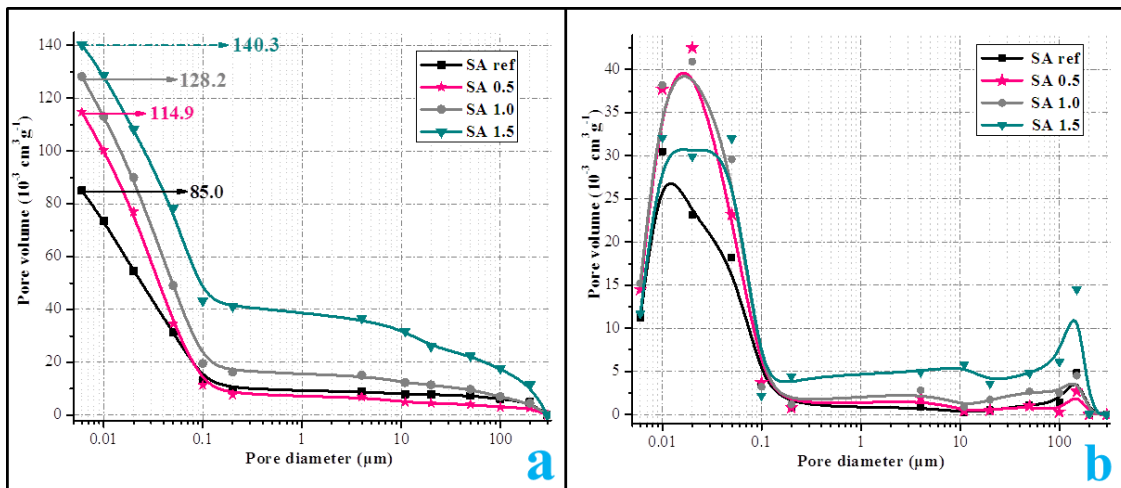 140
120
100
80
60
40
20
0
Pore volume (10⁻³ cm³g⁻¹)
140.3
128.2
114.9
85.0
SA ref
SA 0.5
SA 1.0
SA 1.5
0.01
0.1
1
10
100
Pore diameter (µm)
a
40
35
30
25
20
15
10
5
0
Pore volume (10⁻³ cm³g⁻¹)
SA ref
SA 0.5
SA 1.0
SA 1.5
0.01
0.1
1
10
100
Pore diameter (µm)
b